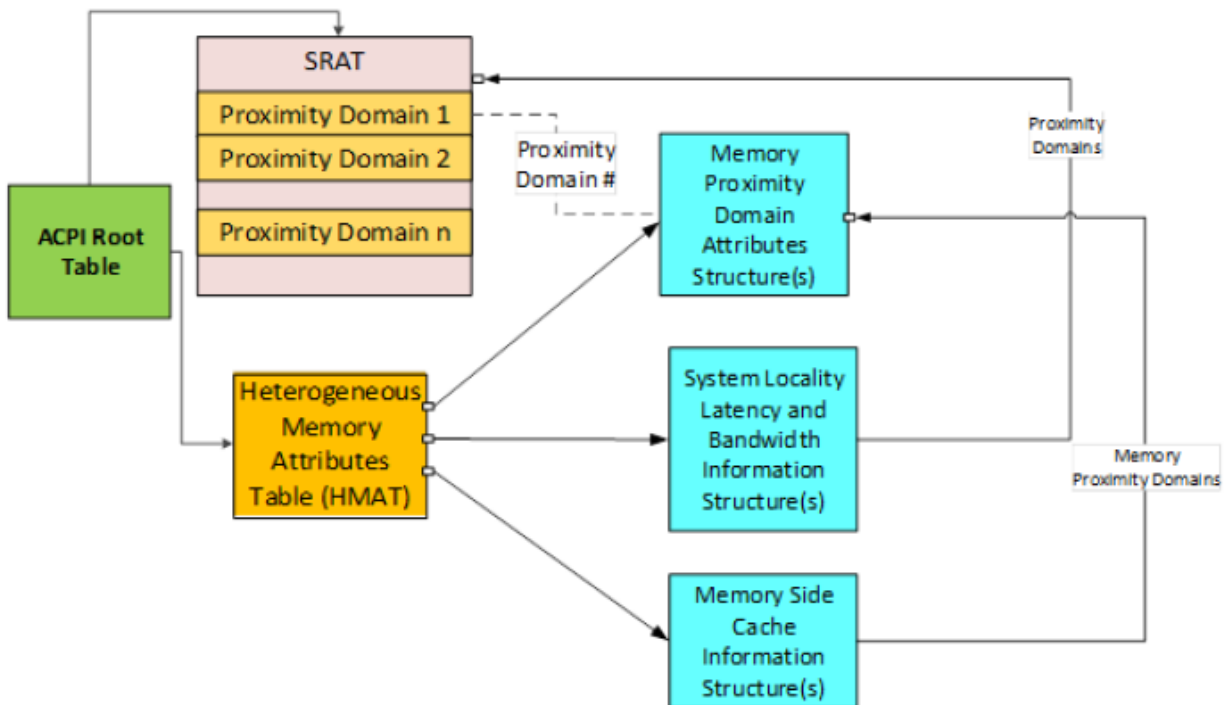 SRAT
Proximity Domain 1
Proximity Domain 2
Proximity Domain n
ACPI Root
Table
Proximity
Domain #
Memory
Proximity
Domain
Attributes
Structure(s)
Proximity
Domains
Heterogeneous
Memory
Attributes
Table (HMAT)
System Locality
Latency and
Bandwidth
Information
Structure(s)
Memory
Proximity Domains
Memory Side
Cache
Information
Structure(s)